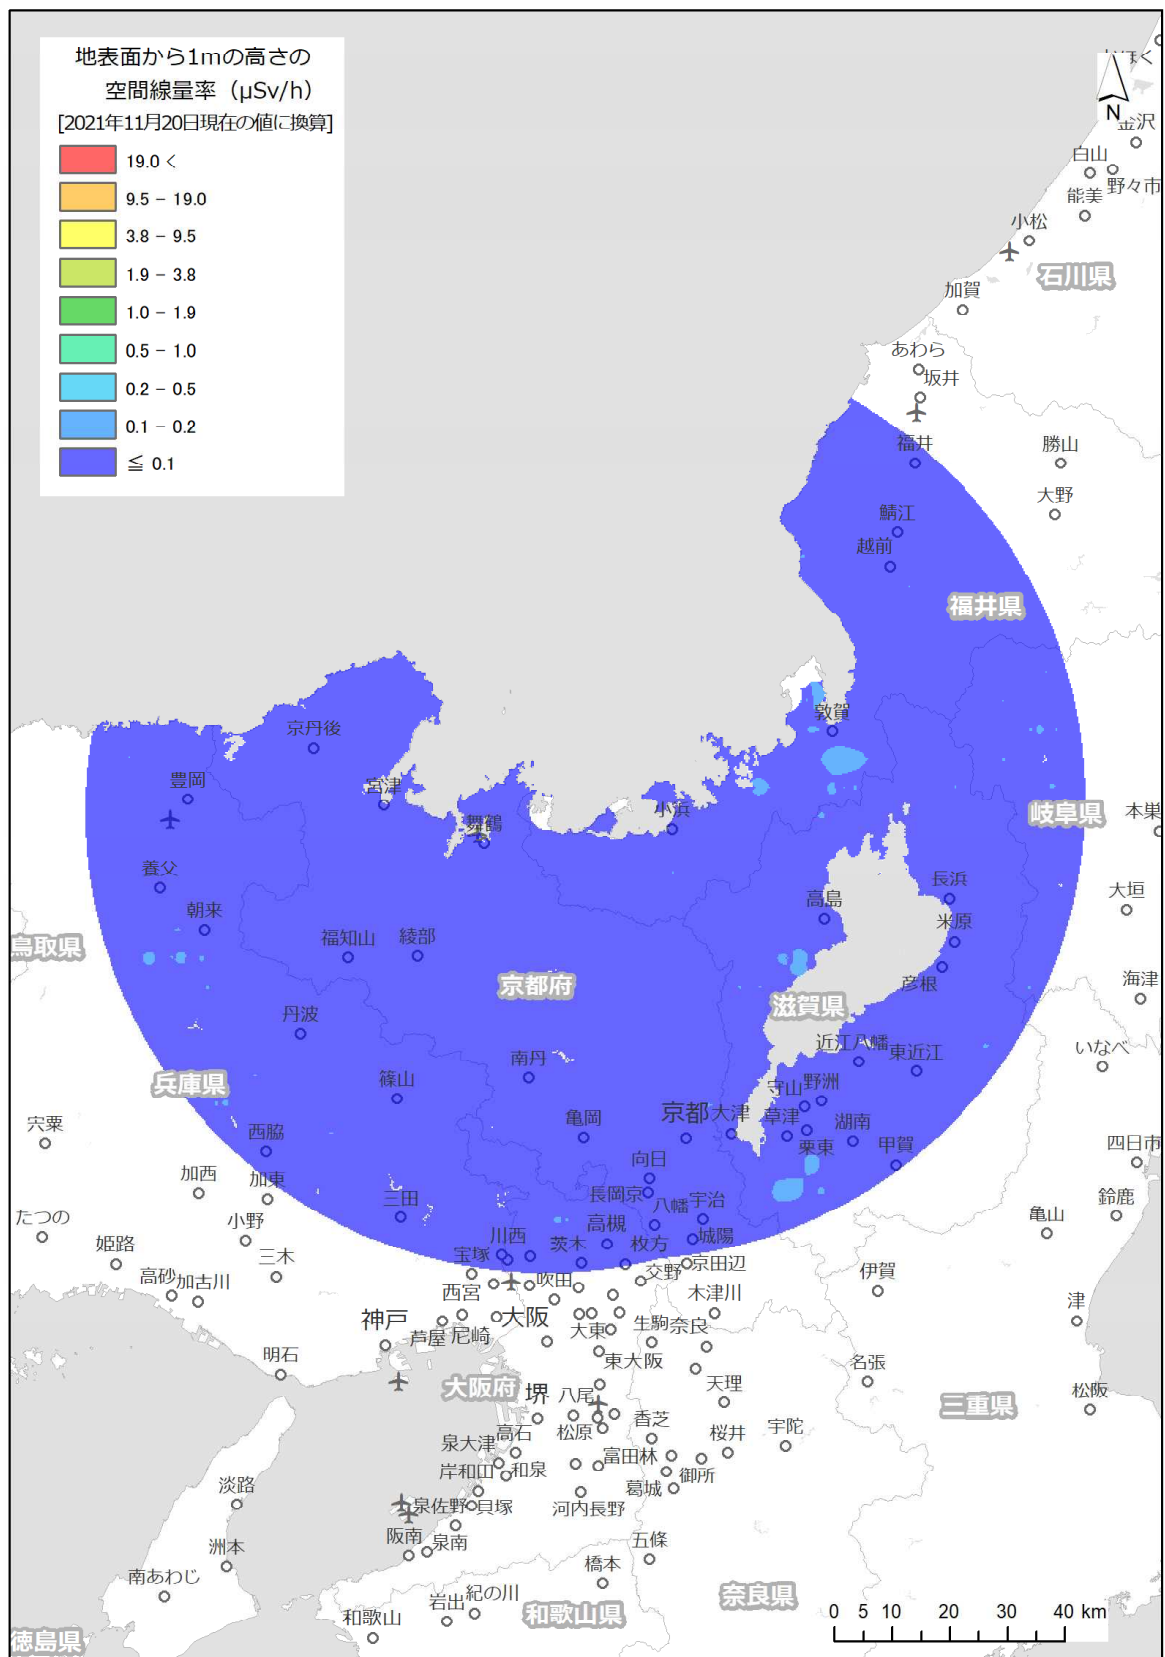 地表面から1mの高さの
空間線量率（μSv/h）
[2021年11月20日現在の値に換算]
19.0 <
9.5 − 19.0
3.8 − 9.5
1.9 − 3.8
1.0 − 1.9
0.5 − 1.0
0.2 − 0.5
0.1 − 0.2
≦ 0.1
N
金沢
白山
野々市
能美
小松
石川県
加賀
あわら
坂井
福井
勝山
大野
鯖江
越前
福井県
敦賀
京丹後
豊岡
宮津
舞鶴
小浜
岐阜県
本巣
養父
長浜
大垣
朝来
高島
米原
鳥取県
福知山
綾部
京都府
彦根
海津
滋賀県
丹波
近江八幡
東近江
いなべ
南丹
兵庫県
篠山
守山
野洲
宍粟
西脇
亀岡
京都
大津
草津
栗東
湖南
甲賀
四日市
加西
加東
向日
長岡京
三田
八幡
宇治
鈴鹿
たつの
小野
高槻
城陽
亀山
姫路
三木
宝塚
川西
茨木
枚方
京田辺
高砂
加古川
吹田
交野
伊賀
西宮
木津川
津
神戸
芦屋
尼崎
大阪
大東
生駒
奈良
明石
東大阪
名張
大阪府
堺
八尾
天理
松阪
三重県
松原
香芝
桜井
宇陀
高石
泉大津
富田林
岸和田
和泉
御所
葛城
淡路
泉佐野
貝塚
河内長野
阪南
泉南
五條
洲本
橋本
南あわじ
紀の川
岩出
和歌山県
奈良県
和歌山
徳島県
0 5 10 20 30 40 km